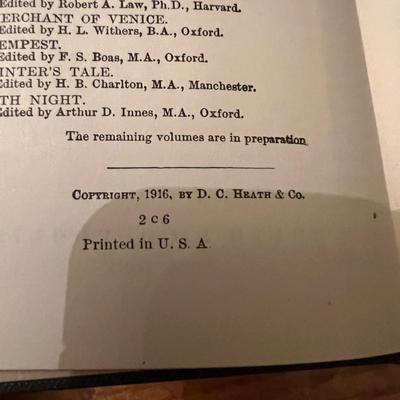 Edited by Robert A. Law, Ph.D., Harvard.
ERCHANT OF VENICE.
Edited by H. L. Withers, B.A., Oxford.
EMPEST.
Edited by F. S. Boas, M.A., Oxford.
INTER'S TALE.
Edited by H. B. Charlton, M.A., Manchester.
TH NIGHT.
Edited by Arthur D. Innes, M.A., Oxford.
The remaining volumes are in preparation
COPYRIGHT, 1916, BY D. C. HEATH & CO.
2 C 6
Printed in U. S. A